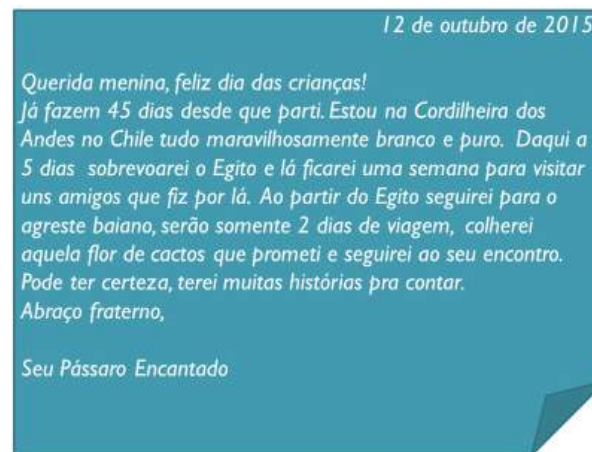 12 de outubro de 2015
Querida menina, feliz dia das crianças!
Já fazem 45 dias desde que parti. Estou na Cordilheira dos
Andes no Chile tudo maravilhosamente branco e puro. Daqui a
5 dias sobrevoarei o Egito e lá ficarei uma semana para visitar
uns amigos que fiz por lá. Ao partir do Egito seguirei para o
agreste baiano, serão somente 2 dias de viagem, colherei
aquela flor de cactos que prometi e seguirei ao seu encontro.
Pode ter certeza, terei muitas histórias pra contar.
Abraço fraterno,
Seu Pássaro Encantado